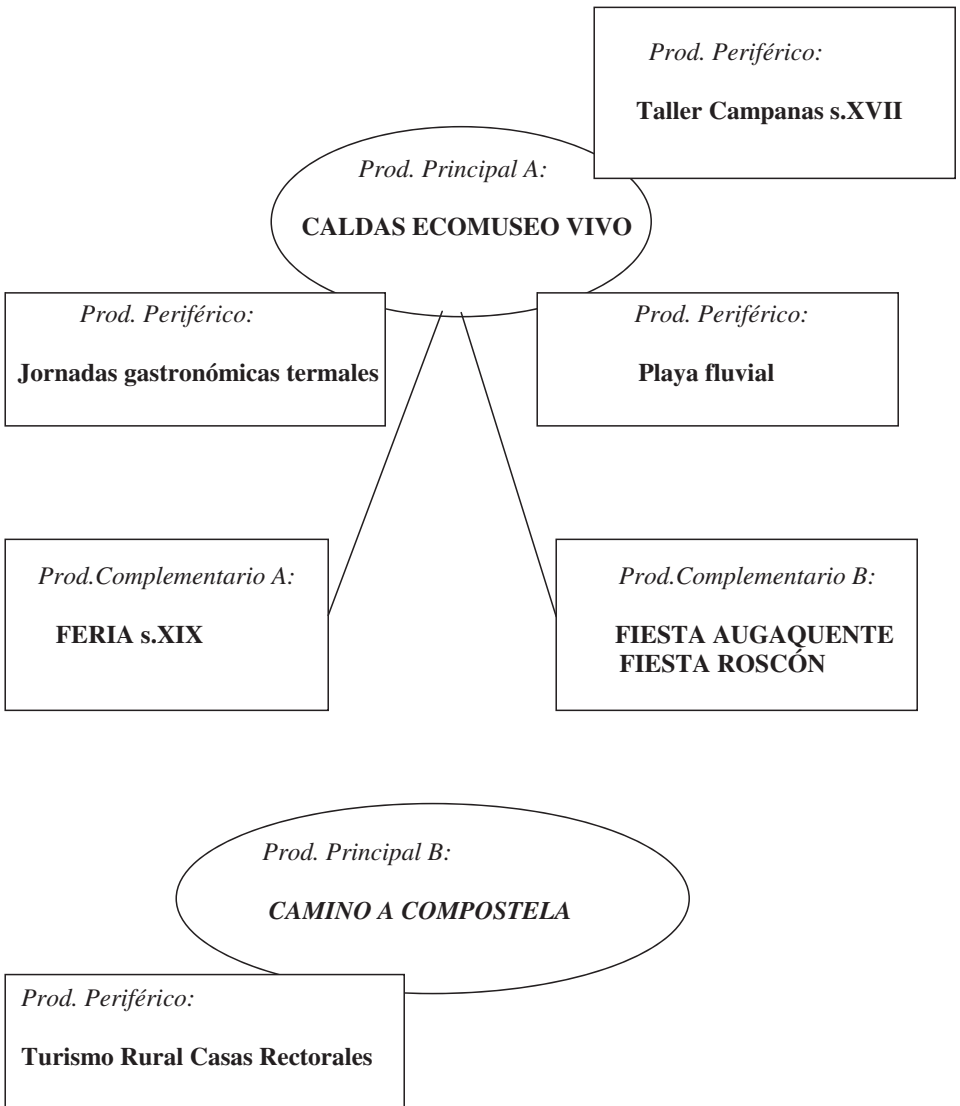 Prod. Periférico:
Taller Campanas s.XVII
Prod. Principal A:
CALDAS ECOMUSEO VIVO
Prod. Periférico:
Jornadas gastronómicas termales
Prod. Periférico:
Playa fluvial
Prod.Complementario A:
FERIA s.XIX
Prod.Complementario B:
FIESTA AUGAQUENTE
FIESTA ROSCÓN
Prod. Principal B:
CAMINO A COMPOSTELA
Prod. Periférico:
Turismo Rural Casas Rectorales